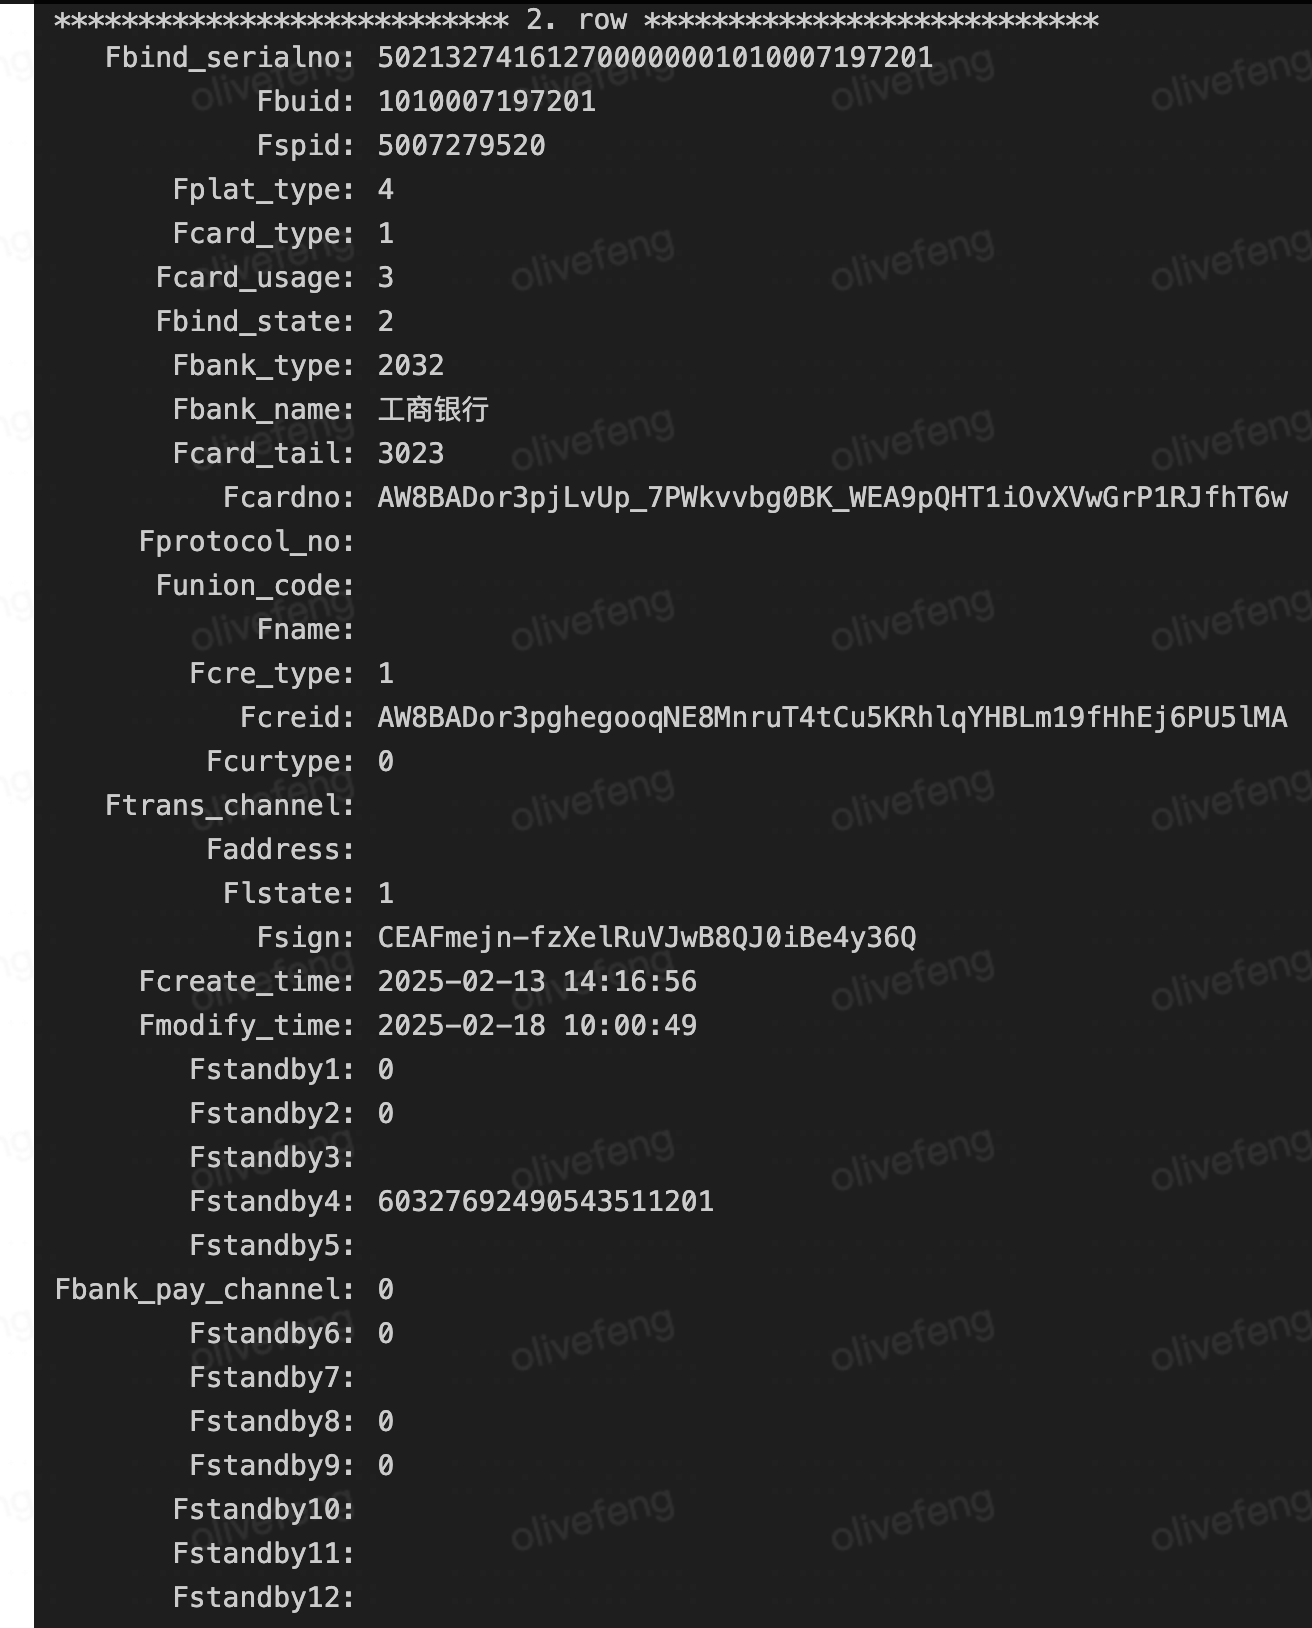 *************************** 2. row ***************************
Fbind_serialno: 502132741612700000001010007197201
Fbuid: 1010007197201
Fspid: 5007279520
Fplat_type: 4
Fcard_type: 1
Fcard_usage: 3
Fbind_state: 2
Fbank_type: 2032
Fbank_name: 工商银行
Fcard_tail: 3023
Fcardno: AW8BADor3pjLvUp_7PWkvvbg0BK_WEA9pQHT1iOvXVwGrP1RJfhT6w
Fprotocol_no:
Funion_code:
Fname:
Fcre_type: 1
Fcreid: AW8BADor3pghegooqNE8MnruT4tCu5KRhlqYHBLm19fHhEj6PU5lMA
Fcurtype: 0
Ftrans_channel:
Faddress:
Flstate: 1
Fsign: CEAFmejn-fzXelRuVJwB8QJ0iBe4y36Q
Fcreate_time: 2025-02-13 14:16:56
Fmodify_time: 2025-02-18 10:00:49
Fstandby1: 0
Fstandby2: 0
Fstandby3:
Fstandby4: 60327692490543511201
Fstandby5:
Fbank_pay_channel: 0
Fstandby6: 0
Fstandby7:
Fstandby8: 0
Fstandby9: 0
Fstandby10:
Fstandby11:
Fstandby12:
olivefeng